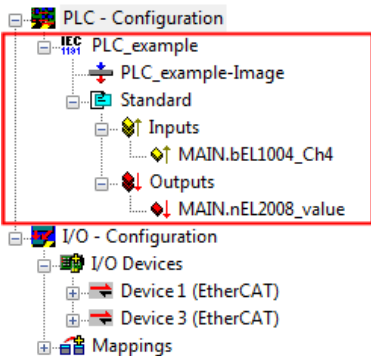 PLC - Configuration
IEC
1131
PLC_example
PLC_example-Image
Standard
Inputs
MAIN.bEL1004_Ch4
Outputs
MAIN.nEL2008_value
I/O - Configuration
I/O Devices
Device 1 (EtherCAT)
Device 3 (EtherCAT)
Mappings